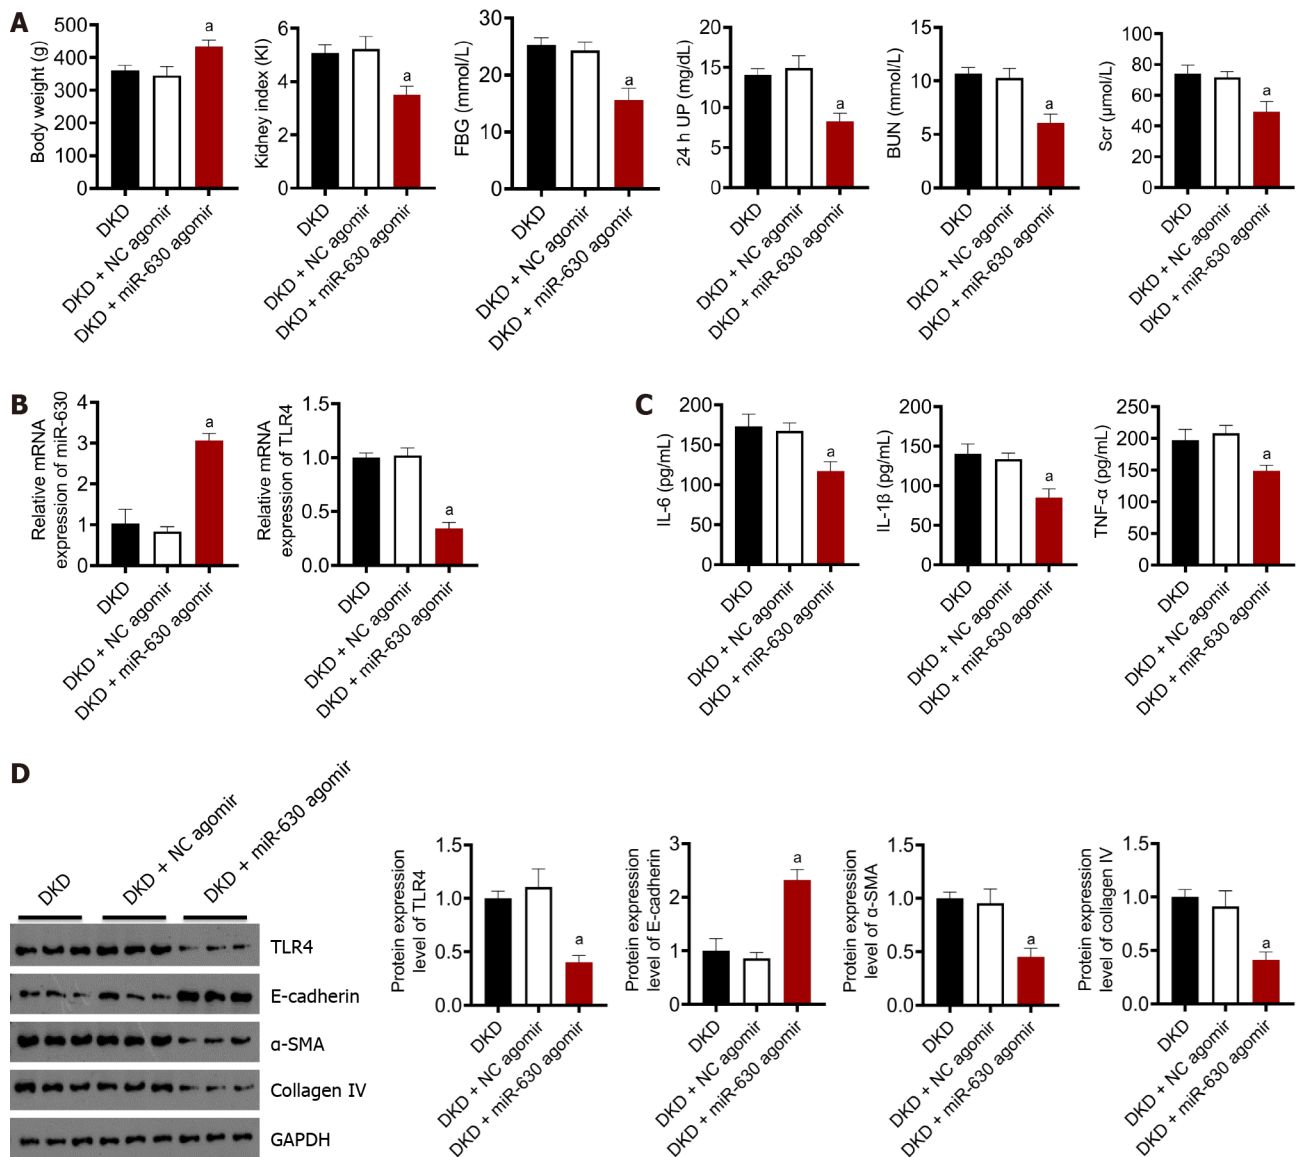 A
Body weight (g)
500
400
300
200
100
0
a
DKD
DKD + NC agomir
DKD + miR-630 agomir
Kidney index (KI)
6
4
2
0
a
DKD
DKD + NC agomir
DKD + miR-630 agomir
FBG (mmol/L)
30
20
10
0
a
DKD
DKD + NC agomir
DKD + miR-630 agomir
24 h UP (mg/dL)
20
15
10
5
0
a
DKD
DKD + NC agomir
DKD + miR-630 agomir
BUN (mmol/L)
15
10
5
0
a
DKD
DKD + NC agomir
DKD + miR-630 agomir
Scr (μmol/L)
100
80
60
40
20
0
a
DKD
DKD + NC agomir
DKD + miR-630 agomir
B
Relative mRNA
expression of miR-630
4
3
2
1
0
a
DKD
DKD + NC agomir
DKD + miR-630 agomir
Relative mRNA
expression of TLR4
1.5
1.0
0.5
0.0
a
DKD
DKD + NC agomir
DKD + miR-630 agomir
C
IL-6 (pg/mL)
200
150
100
50
0
a
DKD
DKD + NC agomir
DKD + miR-630 agomir
IL-1β (pg/mL)
200
150
100
50
0
a
DKD
DKD + NC agomir
DKD + miR-630 agomir
TNF-α (pg/mL)
250
200
150
100
50
0
a
DKD
DKD + NC agomir
DKD + miR-630 agomir
D
DKD
DKD + NC agomir
DKD + miR-630 agomir
TLR4
E-cadherin
α-SMA
Collagen IV
GAPDH
Protein expression
level of TLR4
1.5
1.0
0.5
0.0
a
DKD
DKD + NC agomir
DKD + miR-630 agomir
Protein expression
level of E-cadherin
3
2
1
0
a
DKD
DKD + NC agomir
DKD + miR-630 agomir
Protein expression
level of α-SMA
1.5
1.0
0.5
0.0
a
DKD
DKD + NC agomir
DKD + miR-630 agomir
Protein expression
level of collagen IV
1.5
1.0
0.5
0.0
a
DKD
DKD + NC agomir
DKD + miR-630 agomir